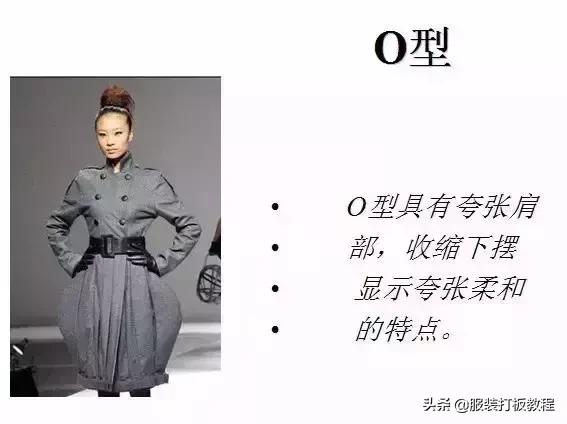 O型
• O型具有夸张肩
• 部，收缩下摆
• 显示夸张柔和
• 的特点。
头条 @服装打板教程